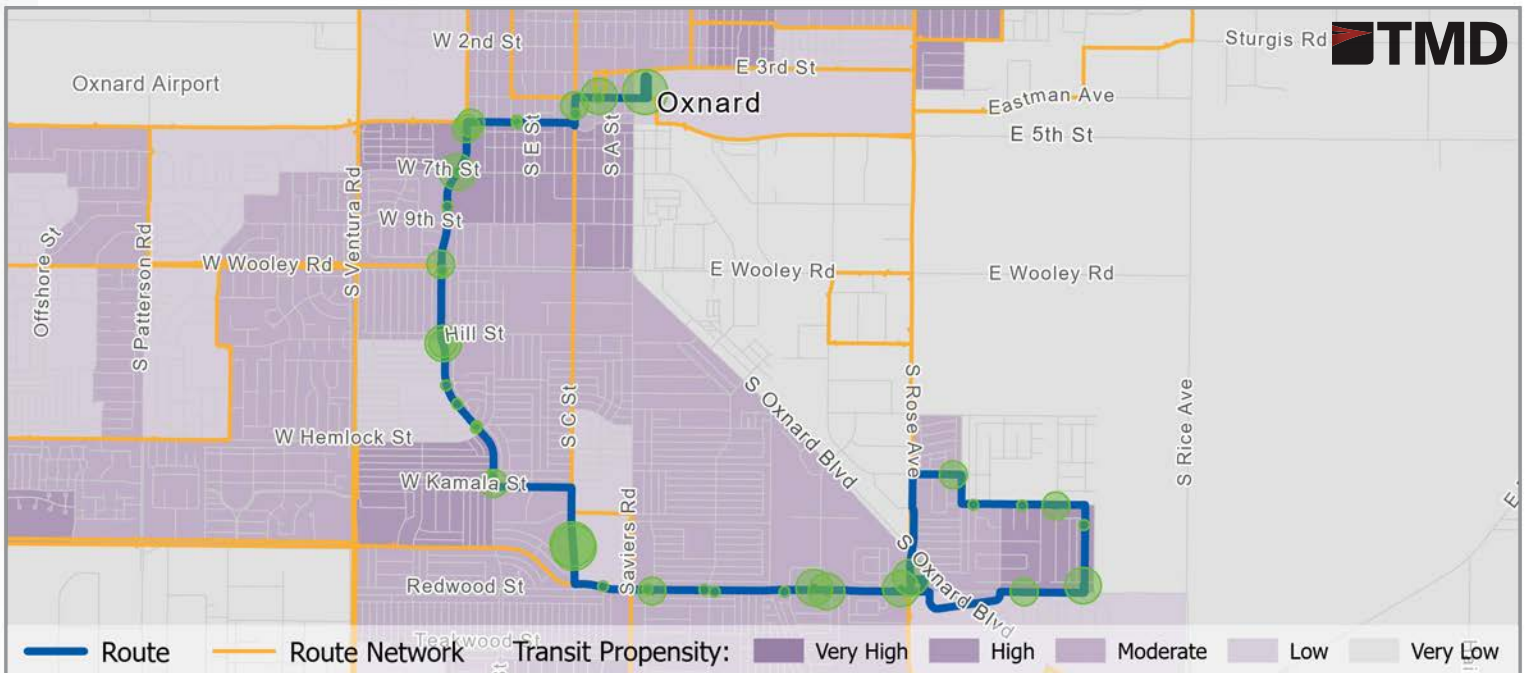 W 2nd St
Sturgis Rd
TMD
E 3rd St
Oxnard Airport
Eastman Ave
Oxnard
E 5th St
S E St
S A St
W 7th St
S Ventura Rd
W 9th St
Offshore St
S Patterson Rd
W Wooley Rd
E Wooley Rd
E Wooley Rd
Hill St
S Oxnard Blvd
S Rose Ave
S Rice Ave
S C St
W Hemlock St
W Kamala St
Saviers Rd
S Oxnard Blvd
Redwood St
Teakwood St
Route
Route Network
Transit Propensity:
Very High
High
Moderate
Low
Very Low